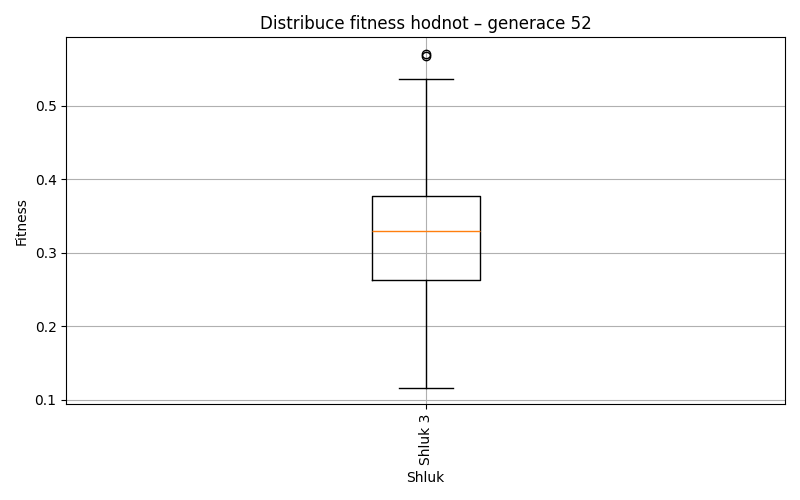 Distribuce fitness hodnot – generace 52
Fitness
0.5
0.4
0.3
0.2
0.1
Shluk 3
Shluk